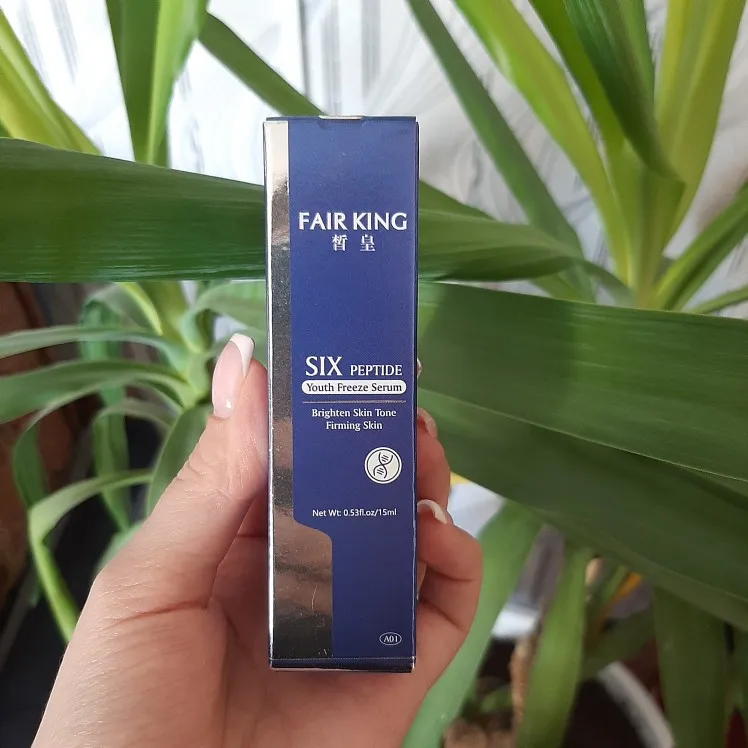 FAIR KING
皙皇
SIX PEPTIDE
Youth Freeze Serum
Brighten Skin Tone
Firming Skin
Net Wt: 0.53fl.oz/15ml
A01